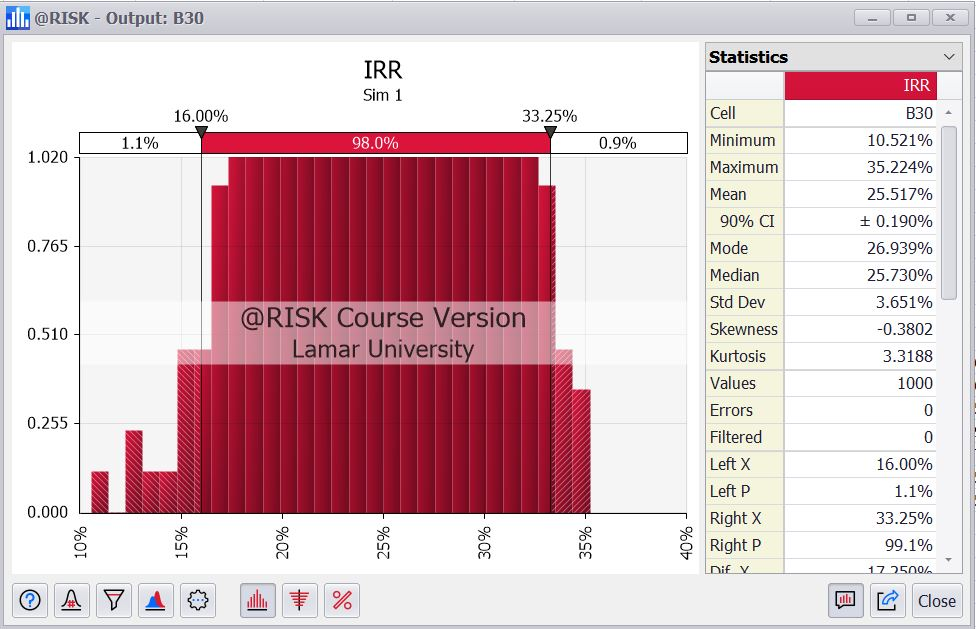 @RISK - Output: B30
IRR
Sim 1
16.00% 33.25%
1.1% 98.0% 0.9%
1.020
0.765
0.510
0.255
0.000
10% 15% 20% 25% 30% 35% 40%
@RISK Course Version
Lamar University
Statistics
IRR
Cell B30
Minimum 10.521%
Maximum 35.224%
Mean 25.517%
90% CI ± 0.190%
Mode 26.939%
Median 25.730%
Std Dev 3.651%
Skewness -0.3802
Kurtosis 3.3188
Values 1000
Errors 0
Filtered 0
Left X 16.00%
Left P 1.1%
Right X 33.25%
Right P 99.1%
Dif. X 17.250%
Close